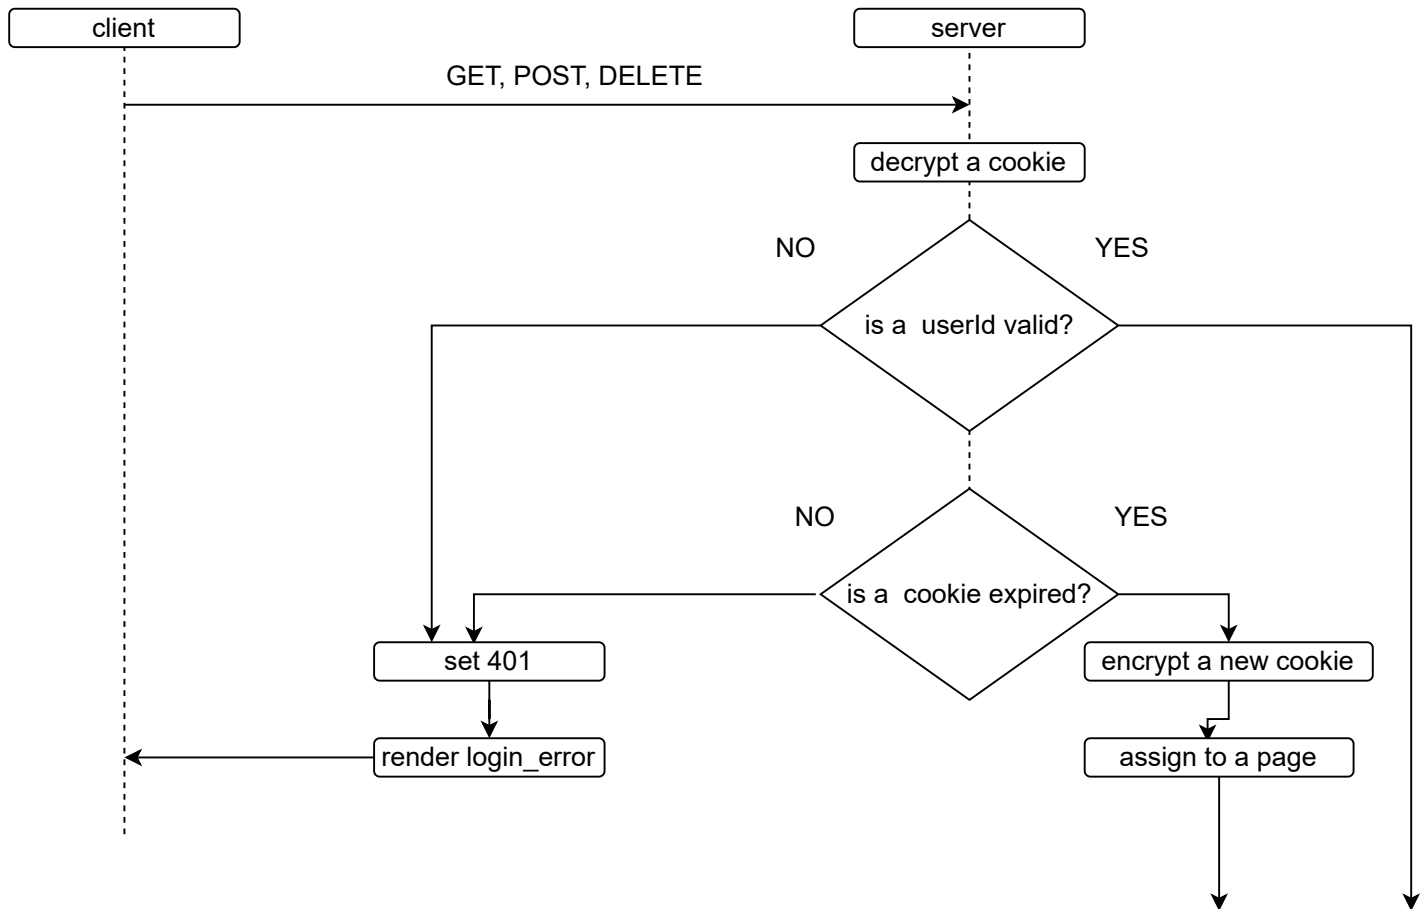 client
server
GET, POST, DELETE
decrypt a cookie
NO
YES
is a  userId valid?
NO
YES
is a  cookie expired?
set 401
encrypt a new cookie
render login_error
assign to a page